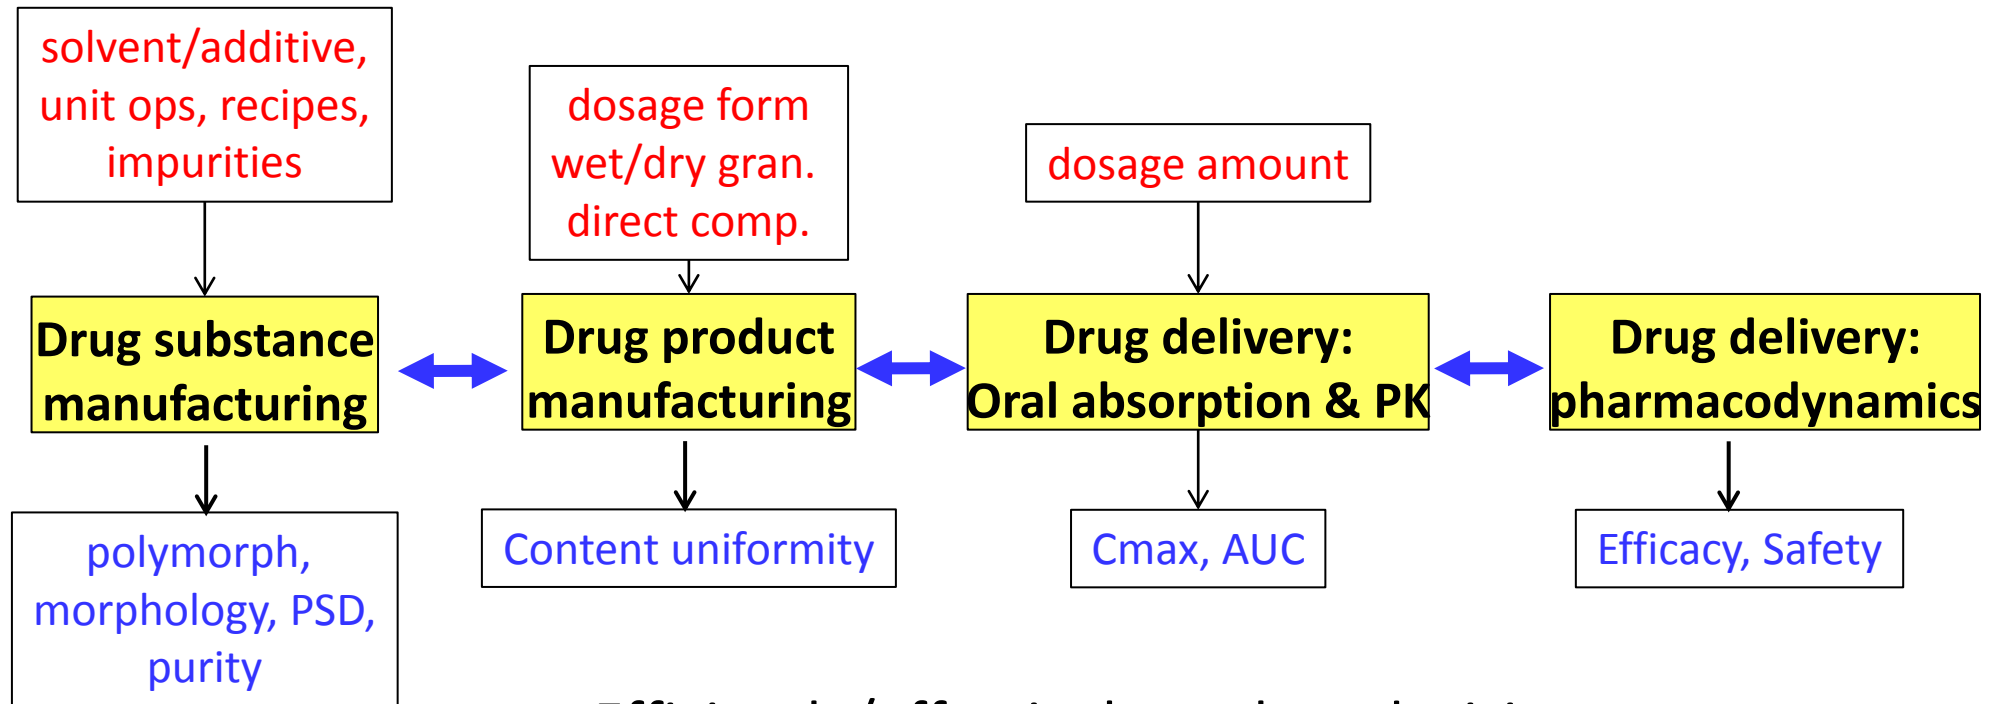 solvent/additive,
unit ops, recipes,
impurities
dosage form
wet/dry gran.
direct comp.
dosage amount
Drug substance
manufacturing
Drug product
manufacturing
Drug delivery:
Oral absorption & PK
Drug delivery:
pharmacodynamics
polymorph,
morphology, PSD,
purity
Content uniformity
Cmax, AUC
Efficacy, Safety